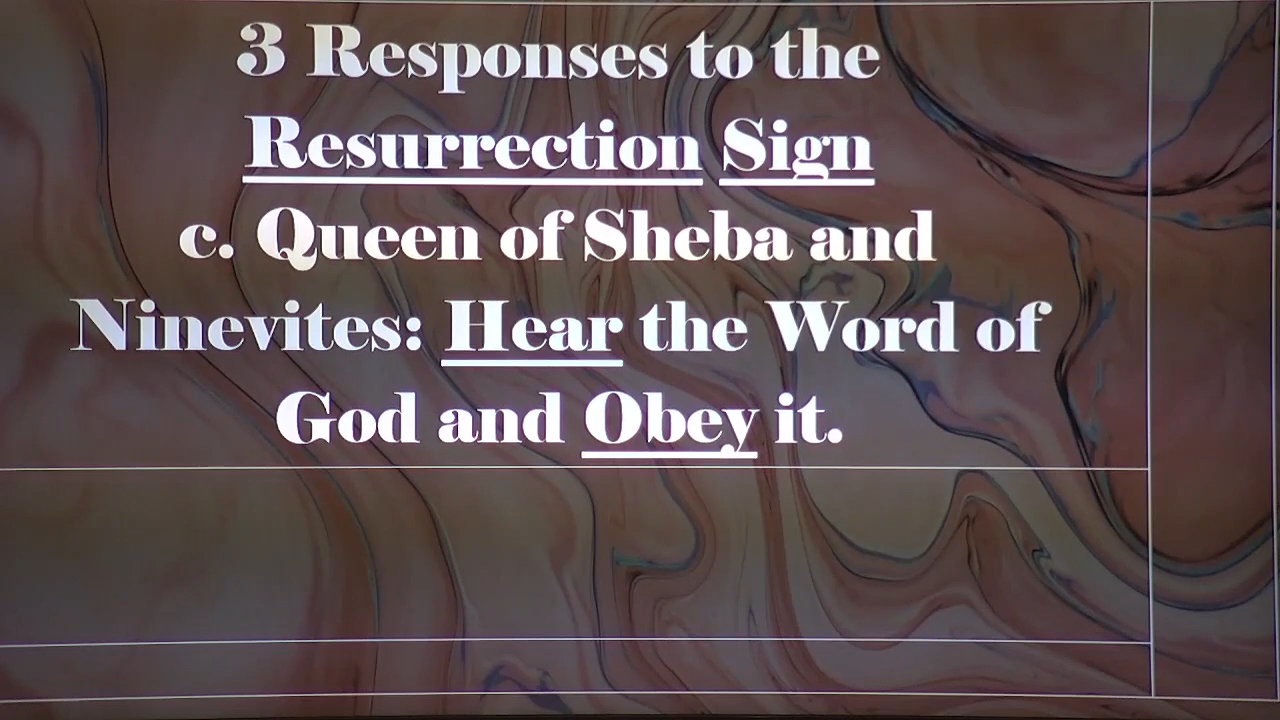 3 Responses to the
Resurrection Sign
c. Queen of Sheba and
Ninevites: Hear the Word of
God and Obey it.